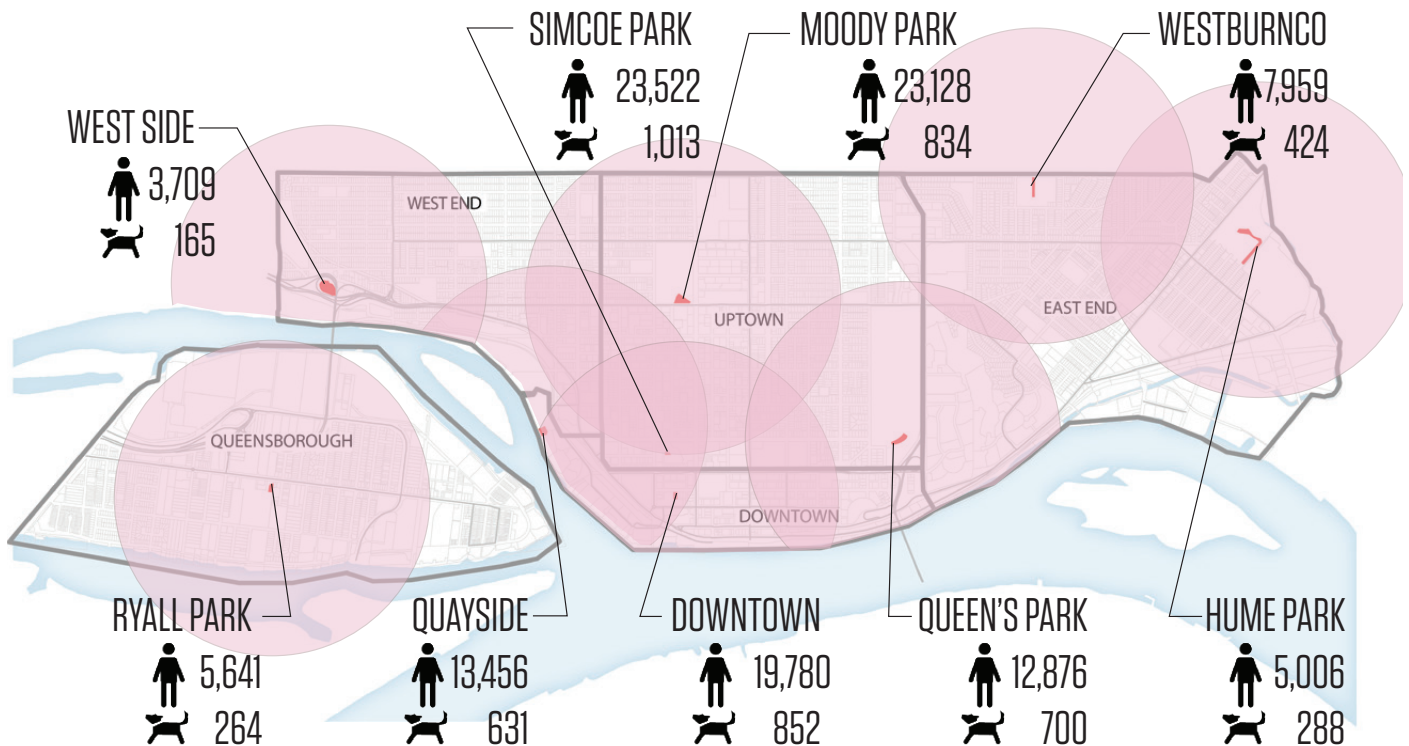 SIMCOE PARK
23,522
1,013
MOODY PARK
23,128
834
WESTBURNCO
7,959
424
WEST SIDE
3,709
165
WEST END
UPTOWN
EAST END
QUEENSBOROUGH
DOWNTOWN
RYALL PARK
5,641
264
QUAYSIDE
13,456
631
DOWNTOWN
19,780
852
QUEEN'S PARK
12,876
700
HUME PARK
5,006
288